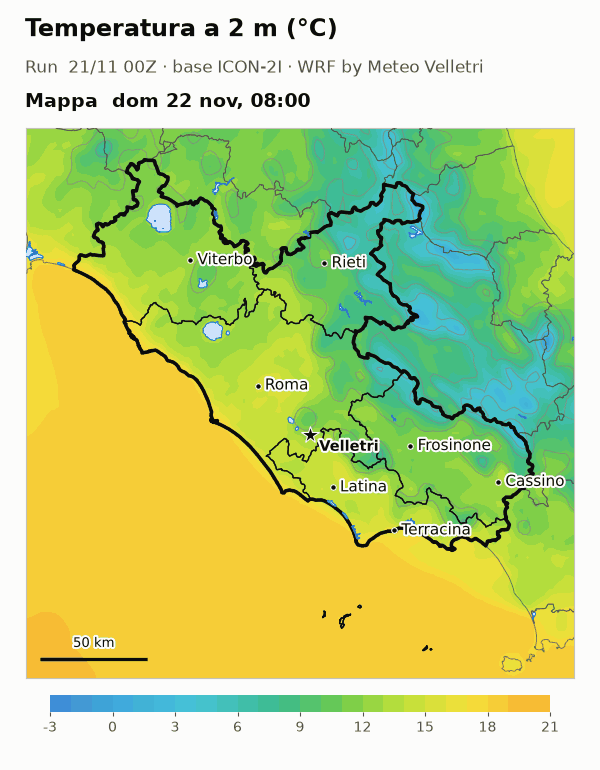 Temperatura a 2 m (°C)
Run  21/11 00Z · base ICON-2I · WRF by Meteo Velletri
Mappa  dom 22 nov, 08:00
Viterbo
Rieti
Roma
Velletri
Frosinone
Cassino
Latina
Terracina
50 km
-3 0 3 6 9 12 15 18 21